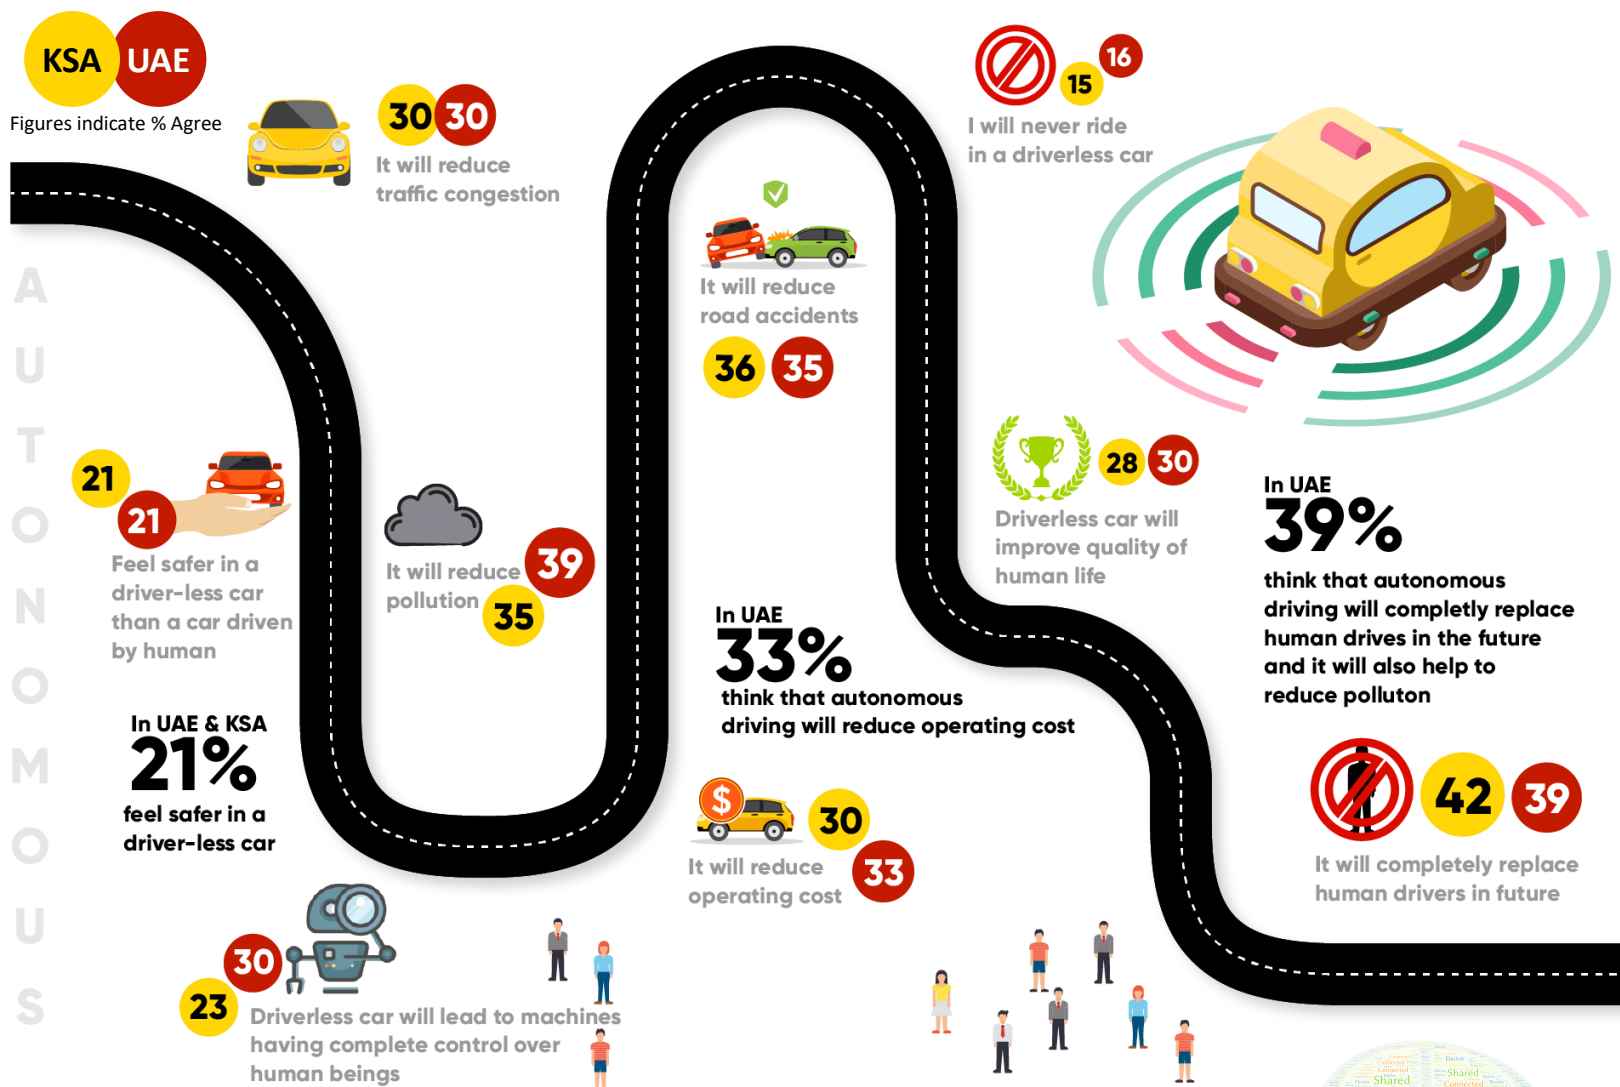 KSA UAE
Figures indicate % Agree
30 30
It will reduce
traffic congestion
15 16
I will never ride
in a driverless car
It will reduce
road accidents
36 35
A
U
T
O
N
O
M
O
U
S
21
21
Feel safer in a
driver-less car
than a car driven
by human
In UAE & KSA
21%
feel safer in a
driver-less car
It will reduce
pollution
39
35
In UAE
33%
think that autonomous
driving will reduce operating cost
30
33
It will reduce
operating cost
28 30
Driverless car will
improve quality of
human life
In UAE
39%
think that autonomous
driving will completly replace
human drives in the future
and it will also help to
reduce polluton
42 39
It will completely replace
human drivers in future
30
23
Driverless car will lead to machines
having complete control over
human beings
Connected
Electric
Connected
Shared
Shared
Connected